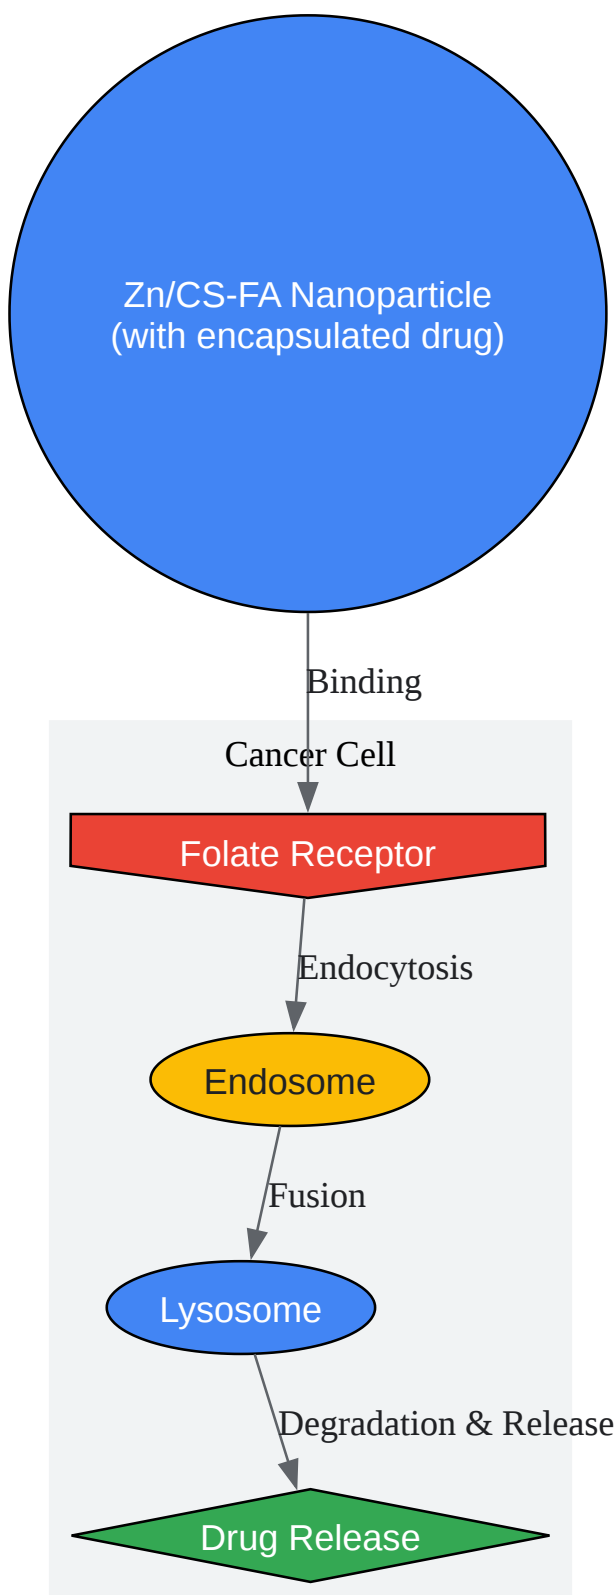 Zn/CS-FA Nanoparticle
(with encapsulated drug)
Binding
Cancer Cell
Folate Receptor
Endocytosis
Endosome
Fusion
Lysosome
Degradation & Release
Drug Release